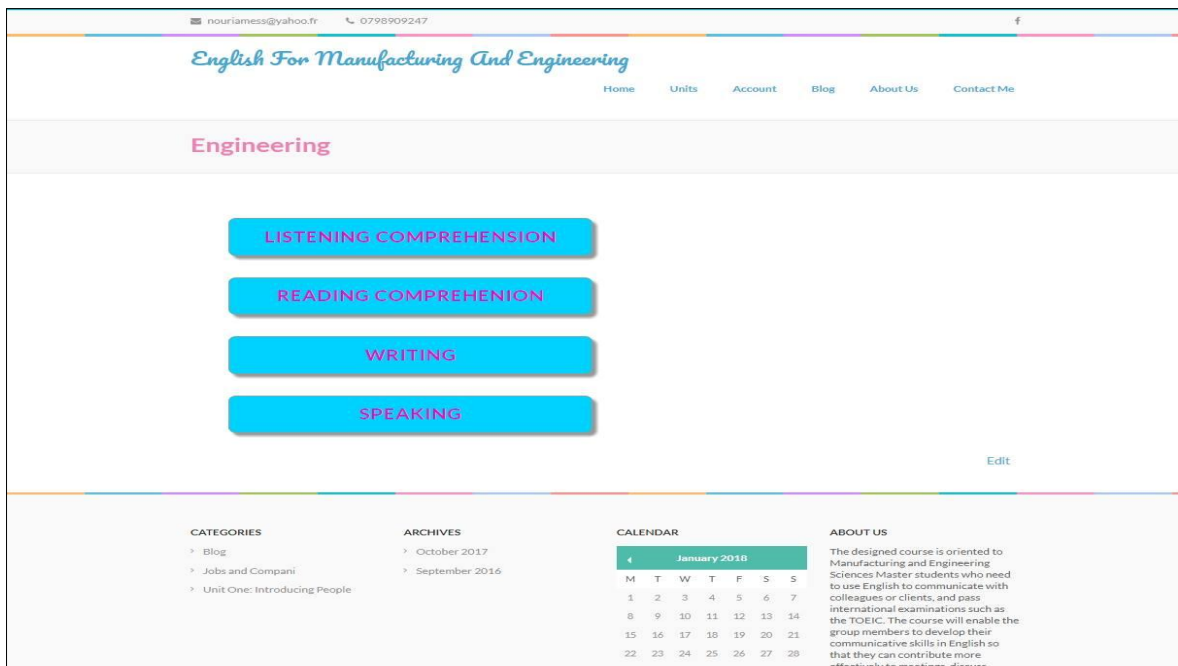 nouriamess@yahoo.fr 0798909247
English For Manufacturing And Engineering
Home Units Account Blog About Us Contact Me
Engineering
LISTENING COMPREHENSION
READING COMPREHENION
WRITING
SPEAKING
Edit
CATEGORIES
Blog
Jobs and Compani
Unit One: Introducing People
ARCHIVES
October 2017
September 2016
CALENDAR
January 2018
M T W T F S S
1 2 3 4 5 6 7
8 9 10 11 12 13 14
15 16 17 18 19 20 21
22 23 24 25 26 27 28
ABOUT US
The designed course is oriented to
Manufacturing and Engineering
Sciences Master students who need
to use English to communicate with
colleagues or clients, and pass
international examinations such as
the TOEIC. The course will enable the
group members to develop their
communicative skills in English so
that they can contribute more